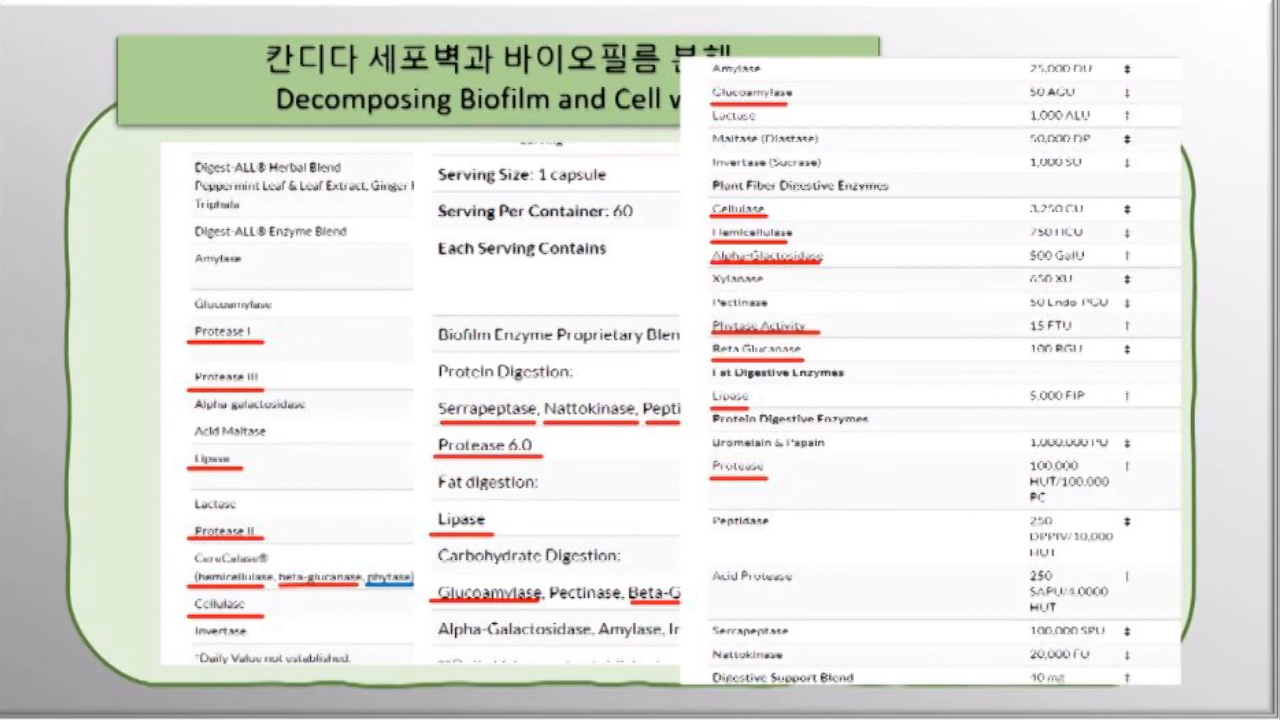 칸디다 세포벽과 바이오필름
Decomposing Biofilm and Cell
Digest-ALL® Herbal Blend
Peppermint Leaf & Leaf Extract, Ginger
Triphala
Digest-ALL® Enzyme Blend
Amylase
Glucoamylase
Protease I
Protease III
Alpha-galactosidase
Acid Maltase
Lipase
Lactase
Protease II
CereCalase®
(hemicellulase, beta-glucanase, phytase)
Cellulase
Invertase
*Daily Value not established.
Serving Size: 1 capsule
Serving Per Container: 60
Each Serving Contains
Biofilm Enzyme Proprietary Blen
Protein Digestion:
Serrapeptase, Nattokinase, Pepti
Protease 6.0
Fat digestion:
Lipase
Carbohydrate Digestion:
Glucoamylase, Pectinase, Beta-G
Alpha-Galactosidase, Amylase, Ir
Amylase 25,000 DU ‡
Glucoamylase 50 AGU
Lactase 1,000 ALU †
Maltase (Diastase) 50,000 DP ‡
Invertase (Sucrase) 1,000 SU
Plant Fiber Digestive Enzymes
Cellulase 3,250 CU ‡
Hemicellulase 750 HCU
Alpha-Glactosidase 500 GalU †
Xylanase 650 XU
Pectinase 50 Endo-PGU
Phytase Activity 15 FTU †
Beta Glucanase 100 BGU ‡
Fat Digestive Enzymes
Lipase 5,000 FIP †
Protein Digestive Enzymes
Bromelain & Papain 1,000,000 PU ‡
Protease 100,000 †
HUT/100,000
PC
Peptidase 250 ‡
DPPIV/10,000
HUT
Acid Protease 250
SAPU/4,0000
HUT
Serrapeptase 100,000 SPU ‡
Nattokinase 20,000 FU
Digestive Support Blend 40 mg †